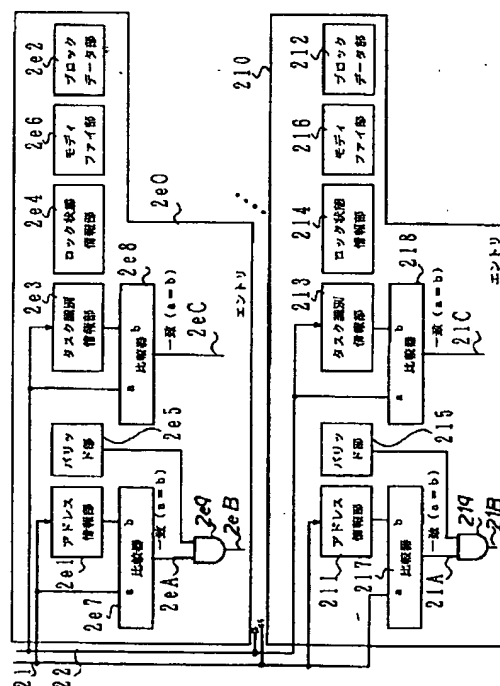 21
22
2e1
アドレス
情報部
2e7
a 比較器 b
一致(a=b)
2eA
2e9
2eB
バリッド部
2e5
2e3
タスク識別
情報部
a 比較器 b
2e8
一致(a=b)
2eC
2e4
ロック状態
情報部
2e6
モディ
ファイ部
2e2
ブロック
データ部
2e0
エントリ
211
アドレス
情報部
217
a 比較器 b
一致(a=b)
21A
219
21B
バリッド部
215
213
タスク識別
情報部
a 比較器 b
218
一致(a=b)
21C
214
ロック状態
情報部
216
モディ
ファイ部
212
ブロック
データ部
210
エントリ